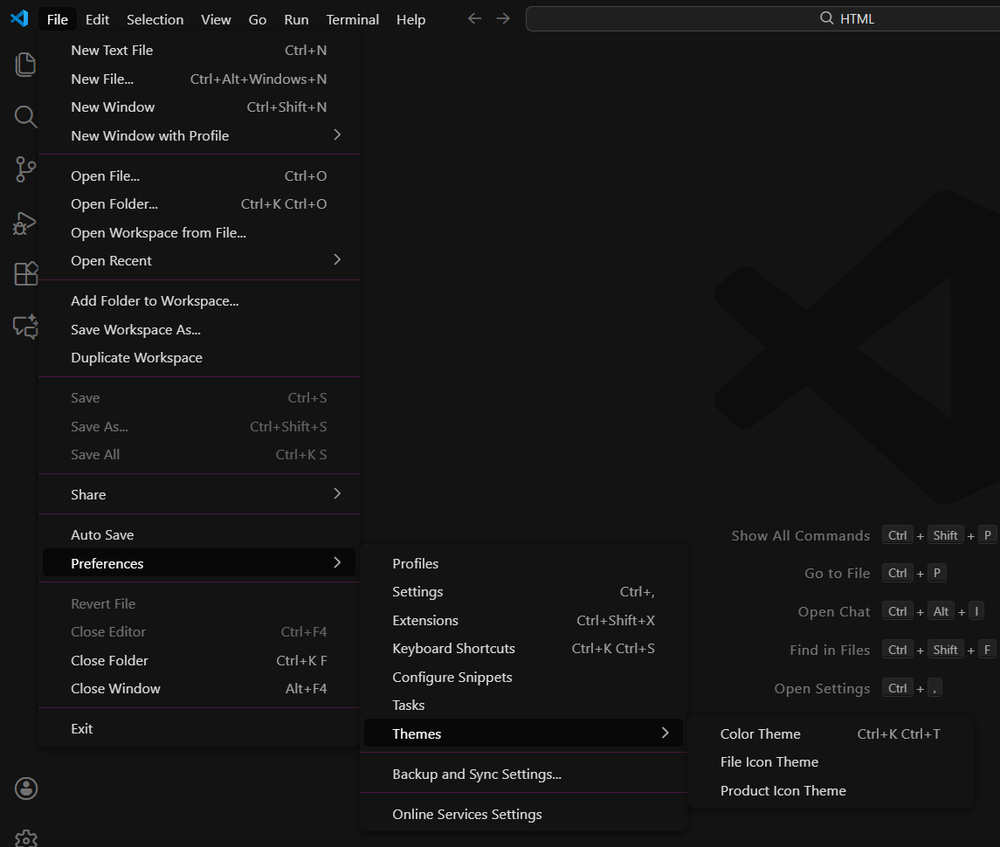 File Edit Selection View Go Run Terminal Help HTML
New Text File Ctrl+N
New File... Ctrl+Alt+Windows+N
New Window Ctrl+Shift+N
New Window with Profile
Open File... Ctrl+O
Open Folder... Ctrl+K Ctrl+O
Open Workspace from File...
Open Recent
Add Folder to Workspace...
Save Workspace As...
Duplicate Workspace
Save Ctrl+S
Save As... Ctrl+Shift+S
Save All Ctrl+K S
Share
Auto Save
Preferences
Revert File
Close Editor Ctrl+F4
Close Folder Ctrl+K F
Close Window Alt+F4
Exit
Profiles
Settings Ctrl+,
Extensions Ctrl+Shift+X
Keyboard Shortcuts Ctrl+K Ctrl+S
Configure Snippets
Tasks
Themes
Backup and Sync Settings...
Online Services Settings
Color Theme Ctrl+K Ctrl+T
File Icon Theme
Product Icon Theme
Show All Commands Ctrl + Shift + P
Go to File Ctrl + P
Open Chat Ctrl + Alt + I
Find in Files Ctrl + Shift + F
Open Settings Ctrl + ,